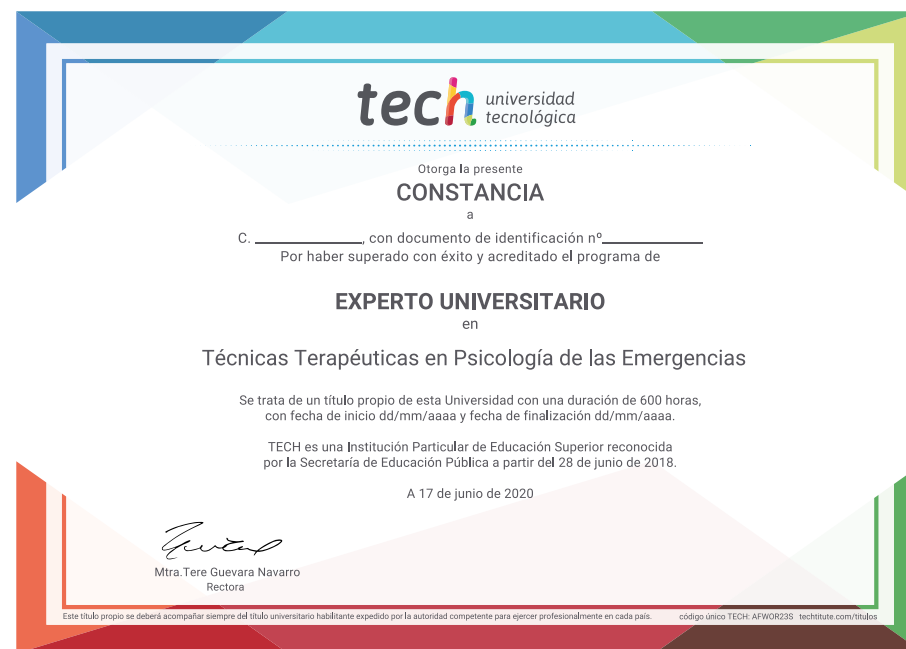 tech universidad
tecnológica
Otorga la presente
CONSTANCIA
a
C. ____________, con documento de identificación nº____________
Por haber superado con éxito y acreditado el programa de
EXPERTO UNIVERSITARIO
en
Técnicas Terapéuticas en Psicología de las Emergencias
Se trata de un título propio de esta Universidad con una duración de 600 horas,
con fecha de inicio dd/mm/aaaa y fecha de finalización dd/mm/aaaa.
TECH es una Institución Particular de Educación Superior reconocida
por la Secretaría de Educación Pública a partir del 28 de junio de 2018.
A 17 de junio de 2020
Mtra.Tere Guevara Navarro
Rectora
Este título propio se deberá acompañar siempre del título universitario habilitante expedido por la autoridad competente para ejercer profesionalmente en cada país. código único TECH: AFWOR23S techtitute.com/titulos